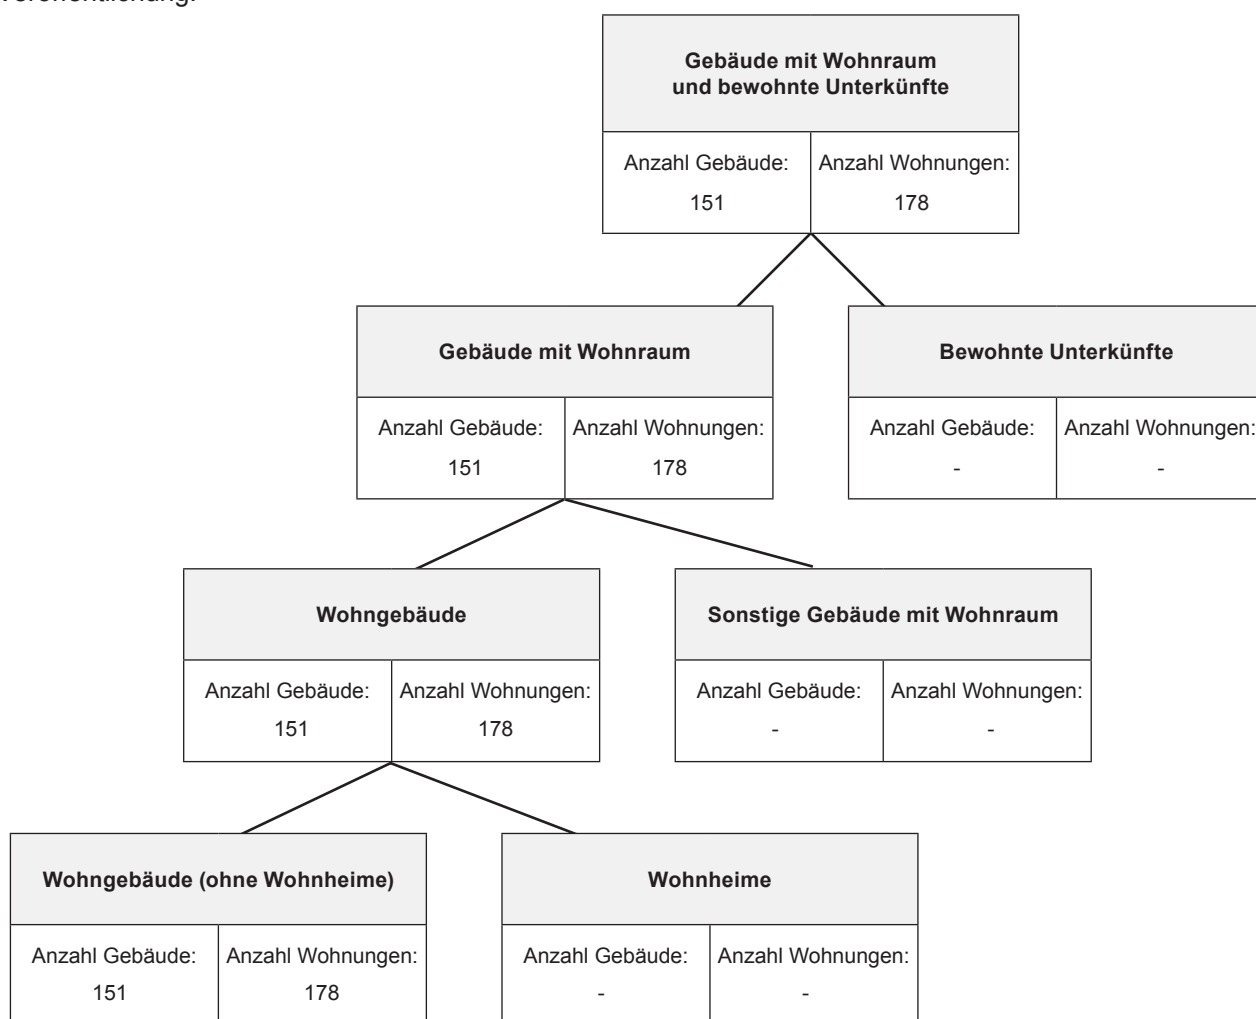 Veröffentlichung.
Gebäude mit Wohnraum
und bewohnte Unterkünfte
Anzahl Gebäude: Anzahl Wohnungen:
151 178
Gebäude mit Wohnraum Bewohnte Unterkünfte
Anzahl Gebäude: Anzahl Wohnungen: Anzahl Gebäude: Anzahl Wohnungen:
151 178 - -
Wohngebäude Sonstige Gebäude mit Wohnraum
Anzahl Gebäude: Anzahl Wohnungen: Anzahl Gebäude: Anzahl Wohnungen:
151 178 - -
Wohngebäude (ohne Wohnheime) Wohnheime
Anzahl Gebäude: Anzahl Wohnungen: Anzahl Gebäude: Anzahl Wohnungen:
151 178 - -